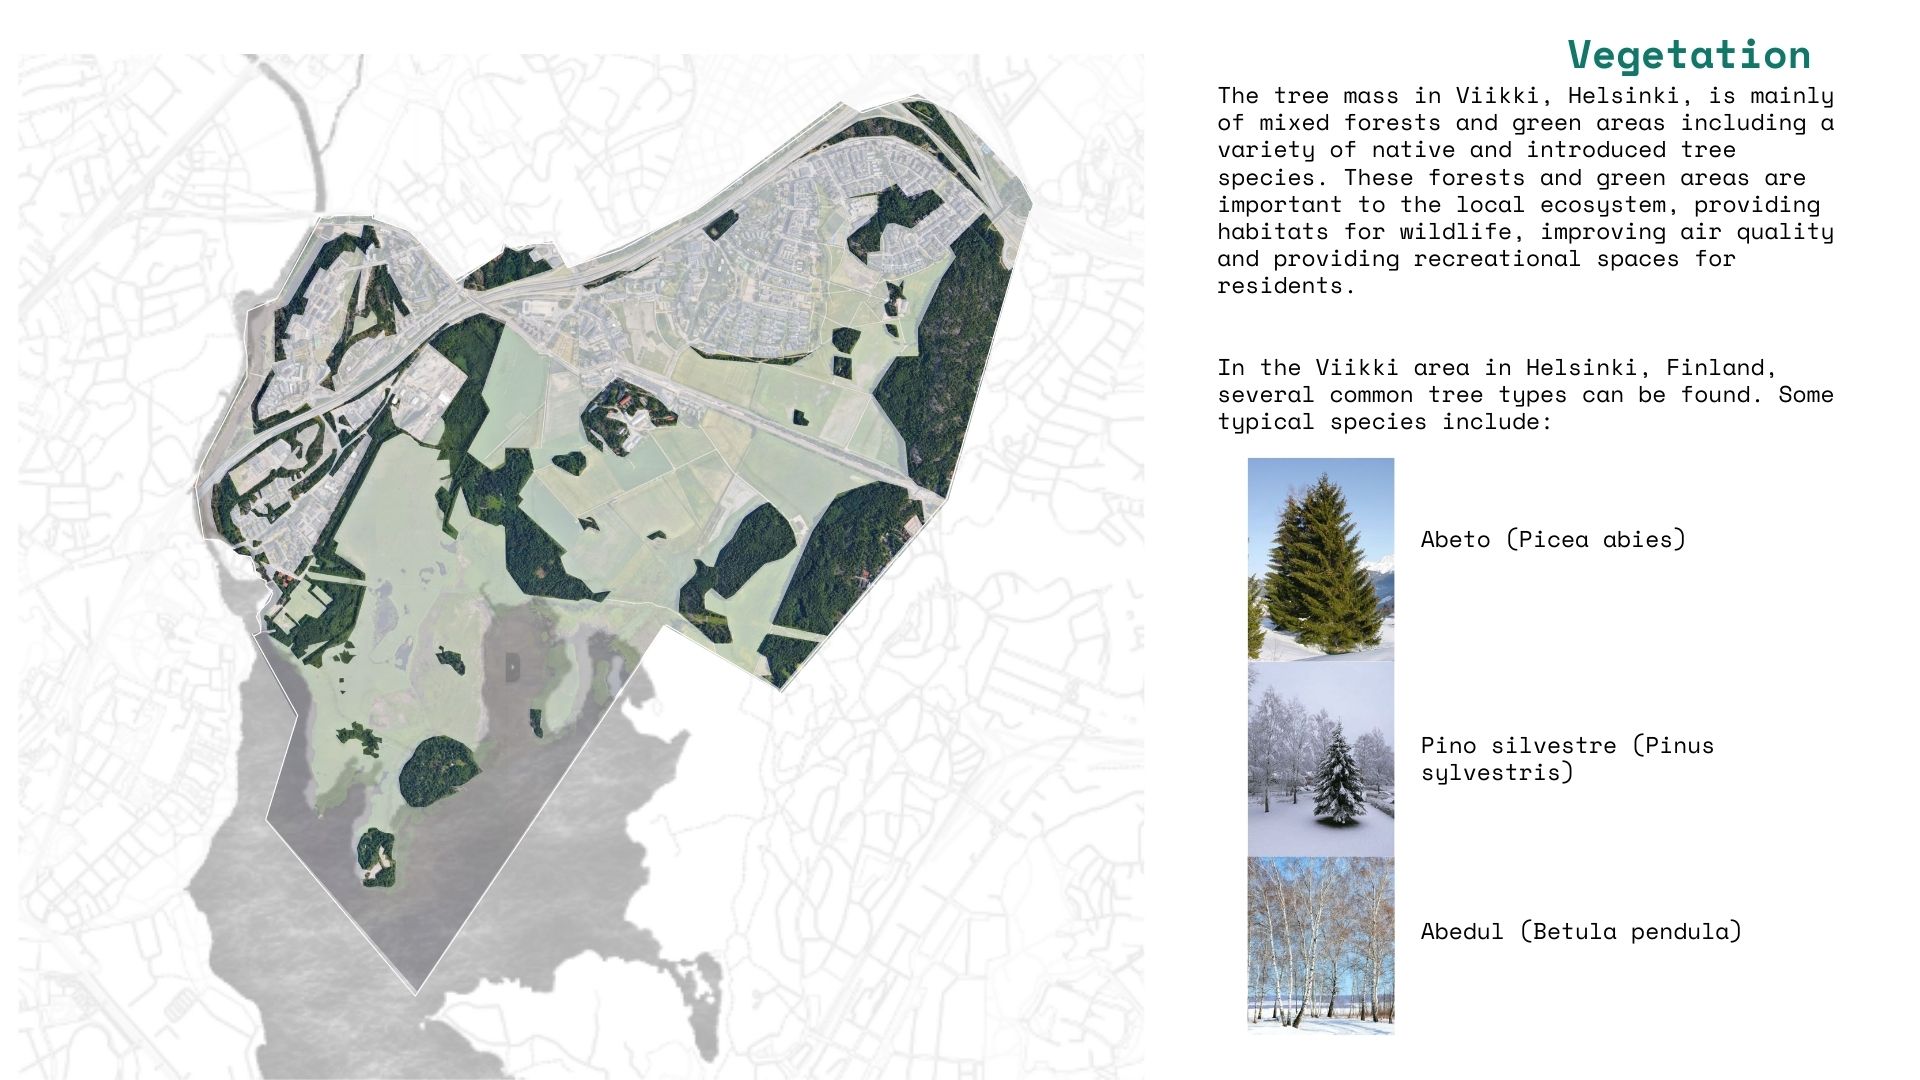 Vegetation
The tree mass in Viikki, Helsinki, is mainly
of mixed forests and green areas including a
variety of native and introduced tree
species. These forests and green areas are
important to the local ecosystem, providing
habitats for wildlife, improving air quality
and providing recreational spaces for
residents.
In the Viikki area in Helsinki, Finland,
several common tree types can be found. Some
typical species include:
Abeto (Picea abies)
Pino silvestre (Pinus
sylvestris)
Abedul (Betula pendula)